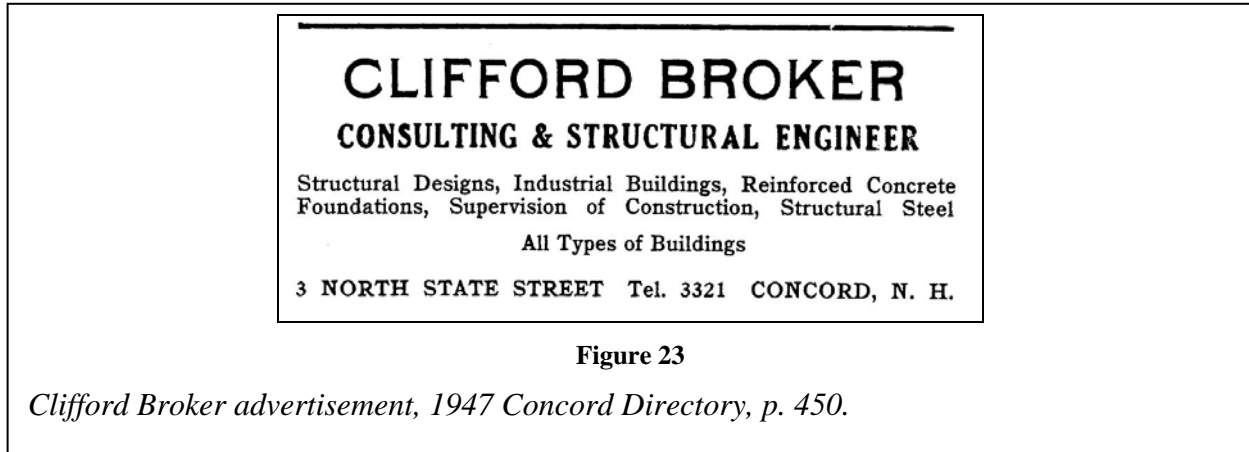 CLIFFORD BROKER
CONSULTING & STRUCTURAL ENGINEER
Structural Designs, Industrial Buildings, Reinforced Concrete
Foundations, Supervision of Construction, Structural Steel
All Types of Buildings
3 NORTH STATE STREET Tel. 3321 CONCORD, N. H.
Figure 23
Clifford Broker advertisement, 1947 Concord Directory, p. 450.